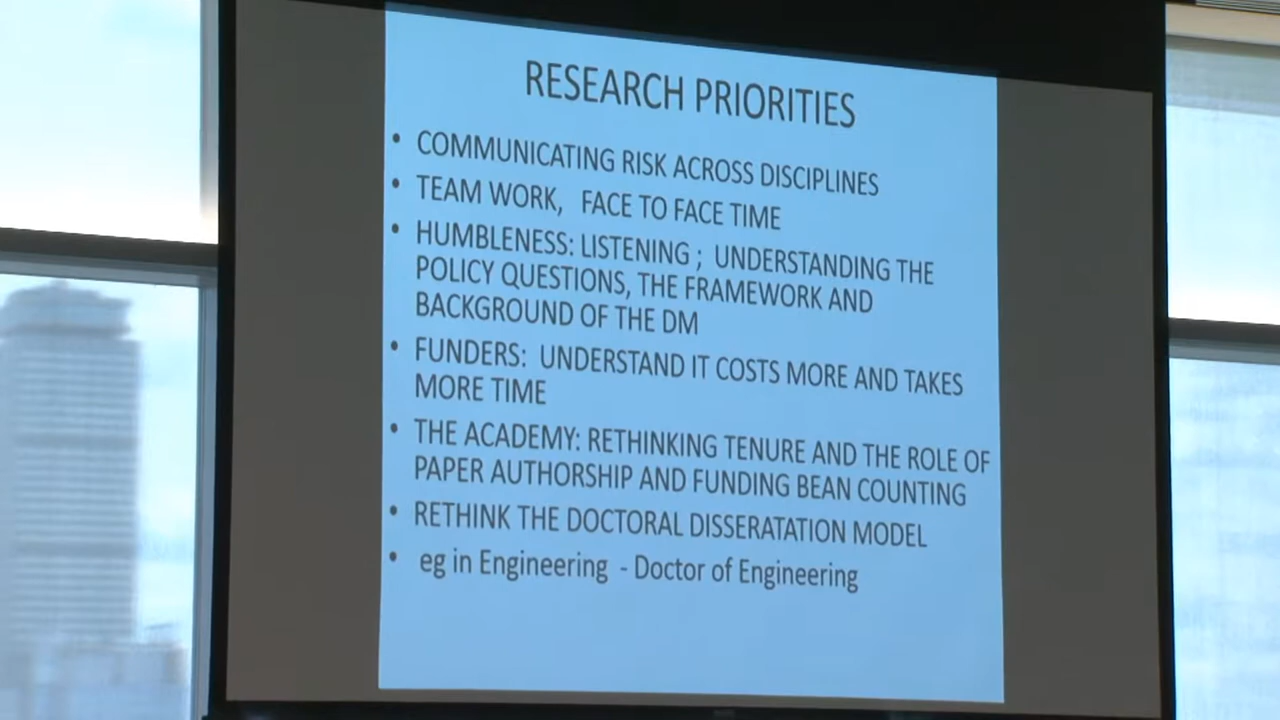 RESEARCH PRIORITIES
• COMMUNICATING RISK ACROSS DISCIPLINES
• TEAM WORK, FACE TO FACE TIME
• HUMBLENESS: LISTENING ; UNDERSTANDING THE
POLICY QUESTIONS, THE FRAMEWORK AND
BACKGROUND OF THE DM
• FUNDERS: UNDERSTAND IT COSTS MORE AND TAKES
MORE TIME
• THE ACADEMY: RETHINKING TENURE AND THE ROLE OF
PAPER AUTHORSHIP AND FUNDING BEAN COUNTING
• RETHINK THE DOCTORAL DISSERATATION MODEL
• eg in Engineering - Doctor of Engineering